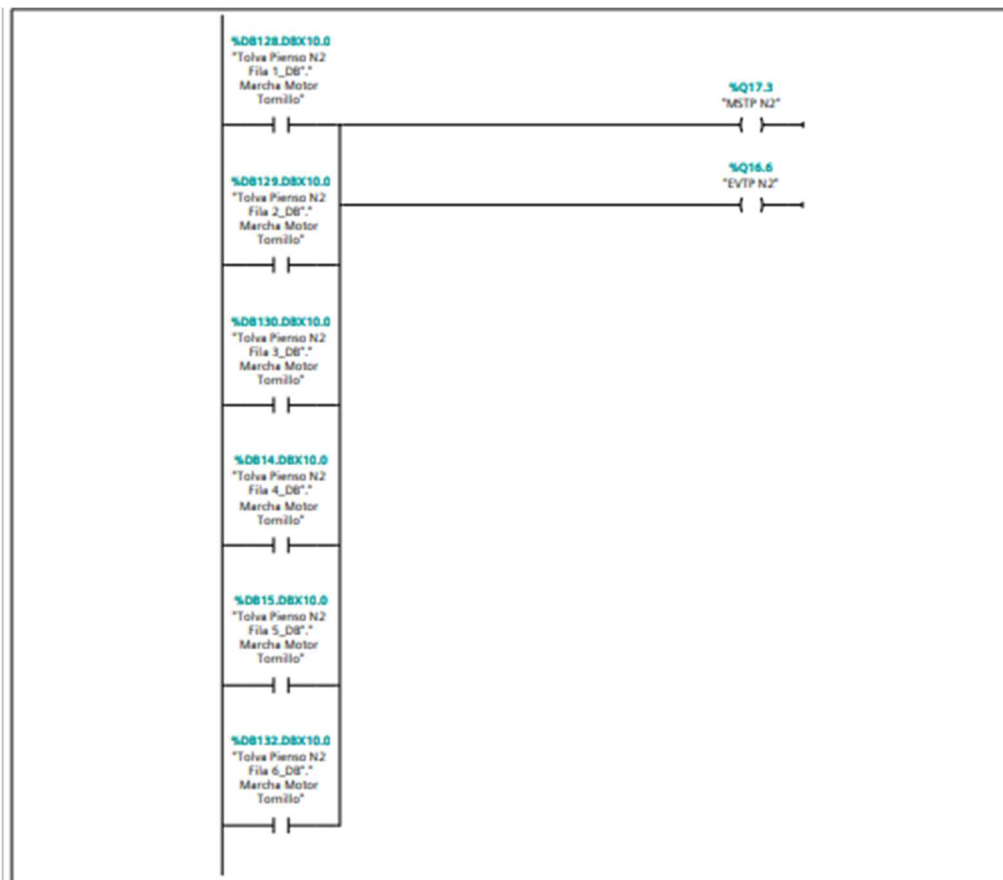 %DB128.DBX10.0
"Tolva Pienso N2
Fila 1_DB"."
Marcha Motor
Tornillo"
%Q17.3
"MSTP N2"
%DB129.DBX10.0
"Tolva Pienso N2
Fila 2_DB"."
Marcha Motor
Tornillo"
%Q16.6
"EVTP N2"
%DB130.DBX10.0
"Tolva Pienso N2
Fila 3_DB"."
Marcha Motor
Tornillo"
%DB14.DBX10.0
"Tolva Pienso N2
Fila 4_DB"."
Marcha Motor
Tornillo"
%DB15.DBX10.0
"Tolva Pienso N2
Fila 5_DB"."
Marcha Motor
Tornillo"
%DB132.DBX10.0
"Tolva Pienso N2
Fila 6_DB"."
Marcha Motor
Tornillo"